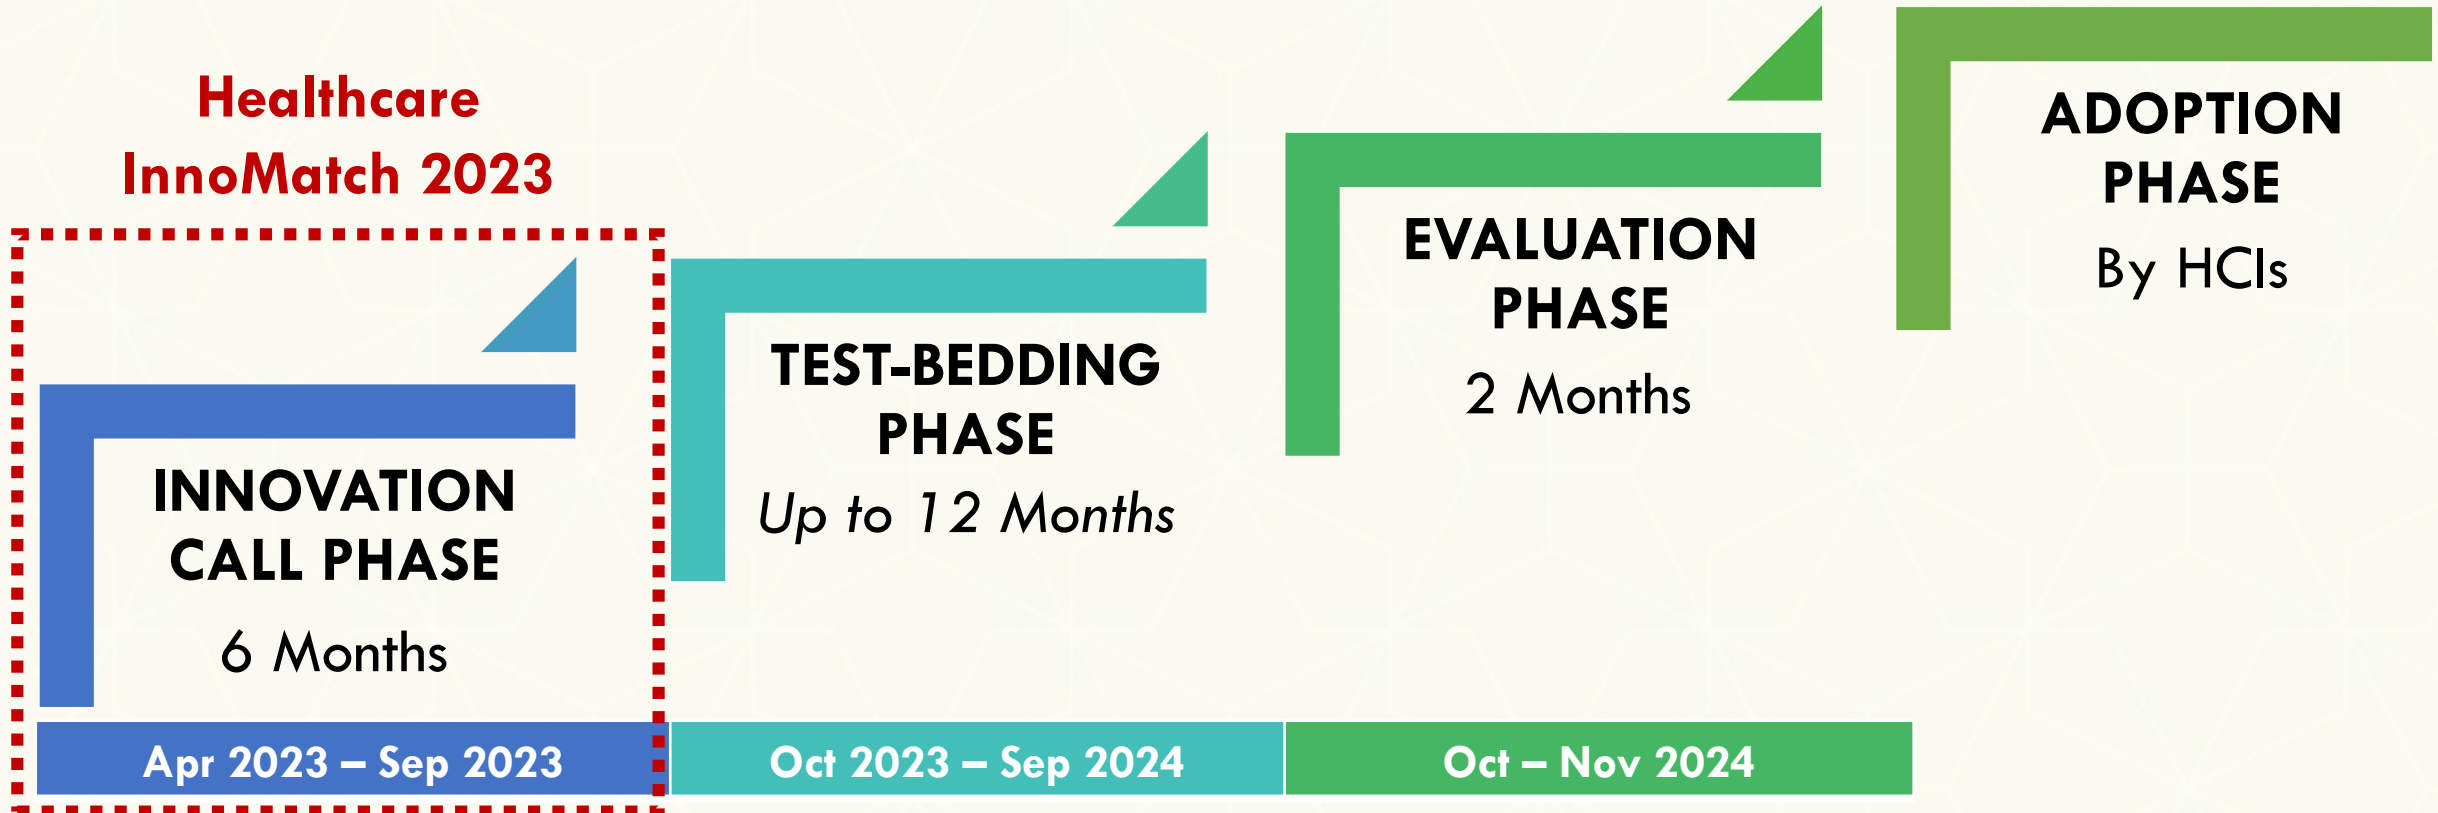 Healthcare
InnoMatch 2023
INNOVATION
CALL PHASE
6 Months
Apr 2023 – Sep 2023
TEST-BEDDING
PHASE
Up to 12 Months
Oct 2023 – Sep 2024
EVALUATION
PHASE
2 Months
Oct – Nov 2024
ADOPTION
PHASE
By HCIs